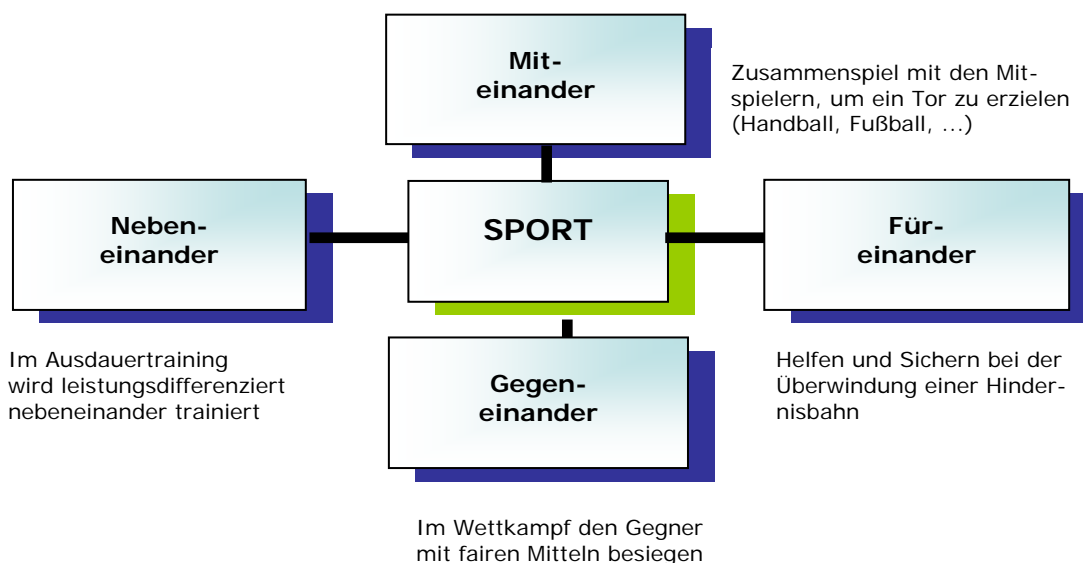 Mit-
einander
Zusammenspiel mit den Mit-
spielern, um ein Tor zu erzielen
(Handball, Fußball, ...)
Neben-
einander
SPORT
Für-
einander
Im Ausdauertraining
wird leistungsdifferenziert
nebeneinander trainiert
Gegen-
einander
Helfen und Sichern bei der
Überwindung einer Hinder-
nisbahn
Im Wettkampf den Gegner
mit fairen Mitteln besiegen